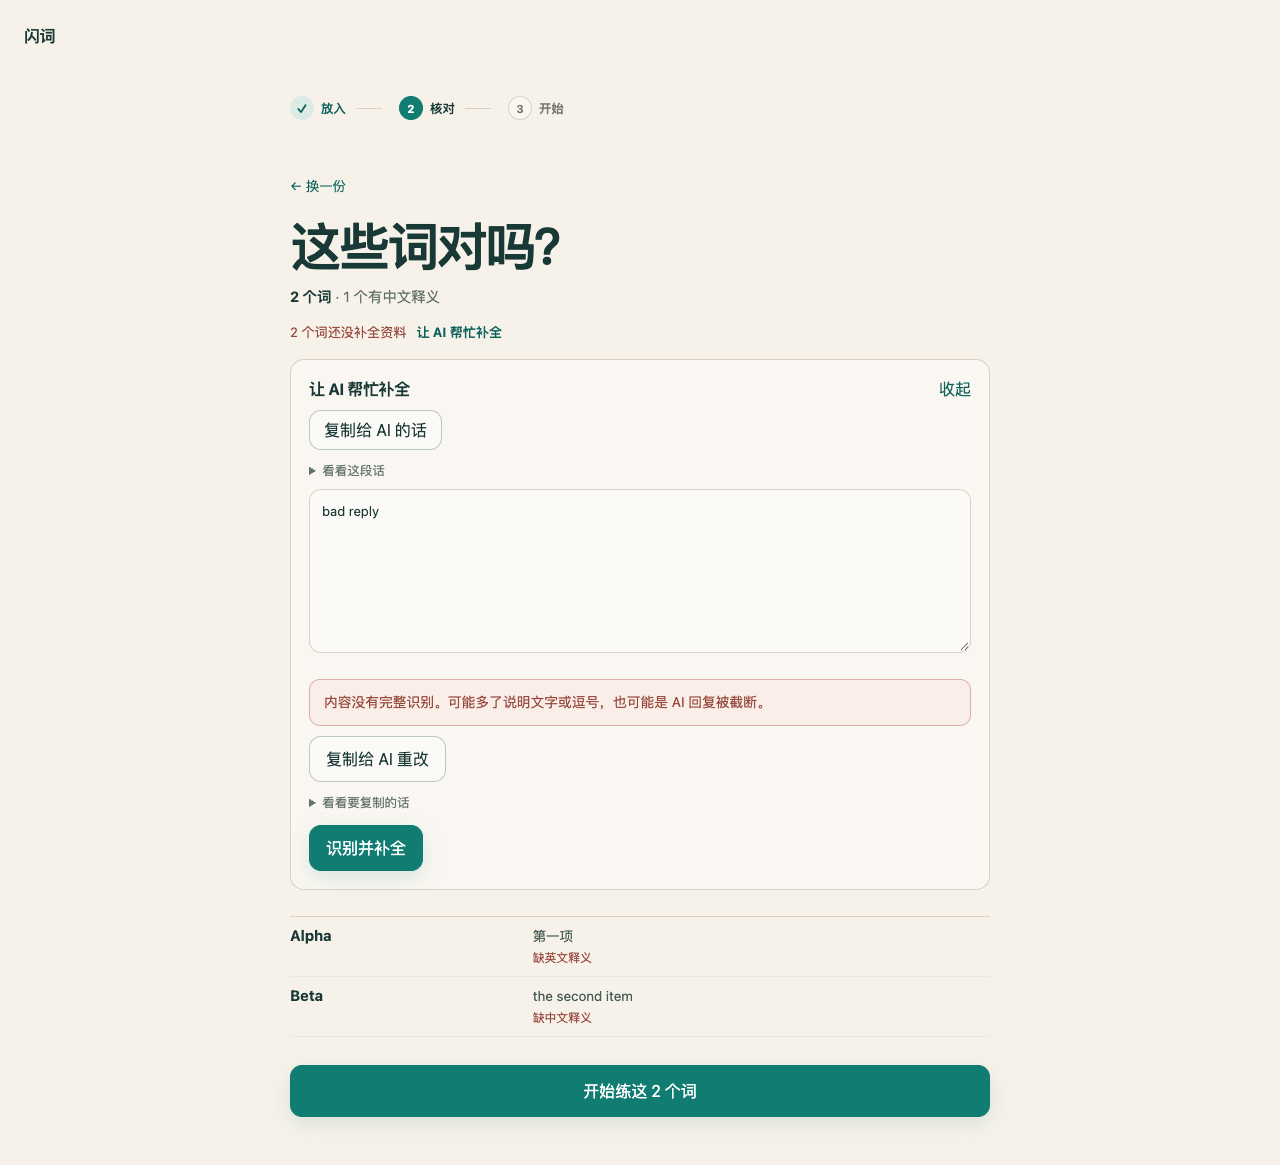 闪词
放入
2 核对
3 开始
← 换一份
这些词对吗?
2 个词 · 1 个有中文释义
2 个词还没补全资料 让 AI 帮忙补全
让 AI 帮忙补全 收起
复制给 AI 的话
看看这段话
bad reply
内容没有完整识别。可能多了说明文字或逗号，也可能是 AI 回复被截断。
复制给 AI 重改
看看要复制的话
识别并补全
Alpha 第一项
缺英文释义
Beta the second item
缺中文释义
开始练这 2 个词